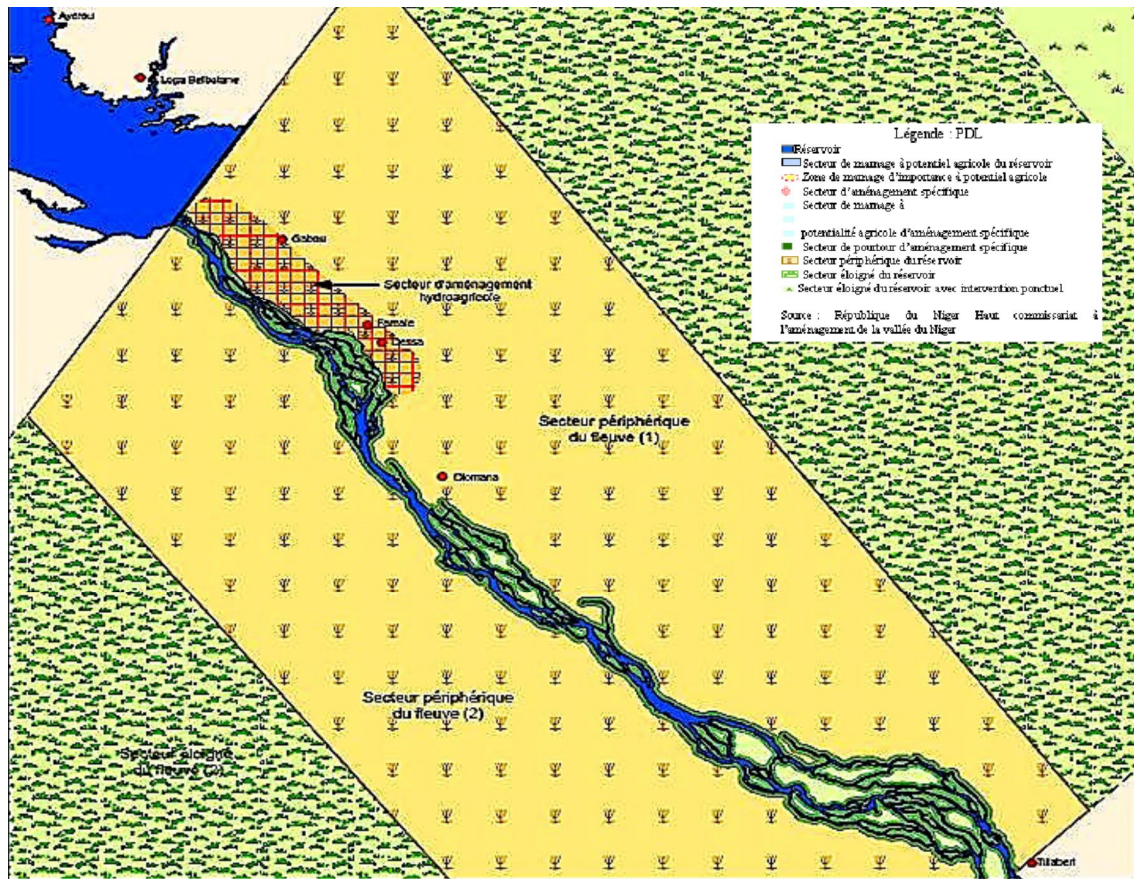 Ayorou
Loga Beibatane
Légende : PDL
Réservoir
Secteur de marnage à potentiel agricole du réservoir
Zone de marnage d'importance à potentiel agricole
Secteur d'aménagement spécifique
Secteur de marnage à
potentialité agricole d'aménagement spécifique
Secteur de pourtour d'aménagement spécifique
Secteur périphérique du réservoir
Secteur éloigné du réservoir
Secteur éloigné du réservoir avec intervention ponctuel
Source : République du Niger Haut commissariat à
l'aménagement de la vallée du Niger
Gabou
Secteur d'aménagement
hydroagricole
Famale
Dessa
Secteur périphérique
du fleuve (1)
Diomana
Secteur périphérique
du fleuve (2)
Secteur éloigné
du fleuve (2)
Tillaberi